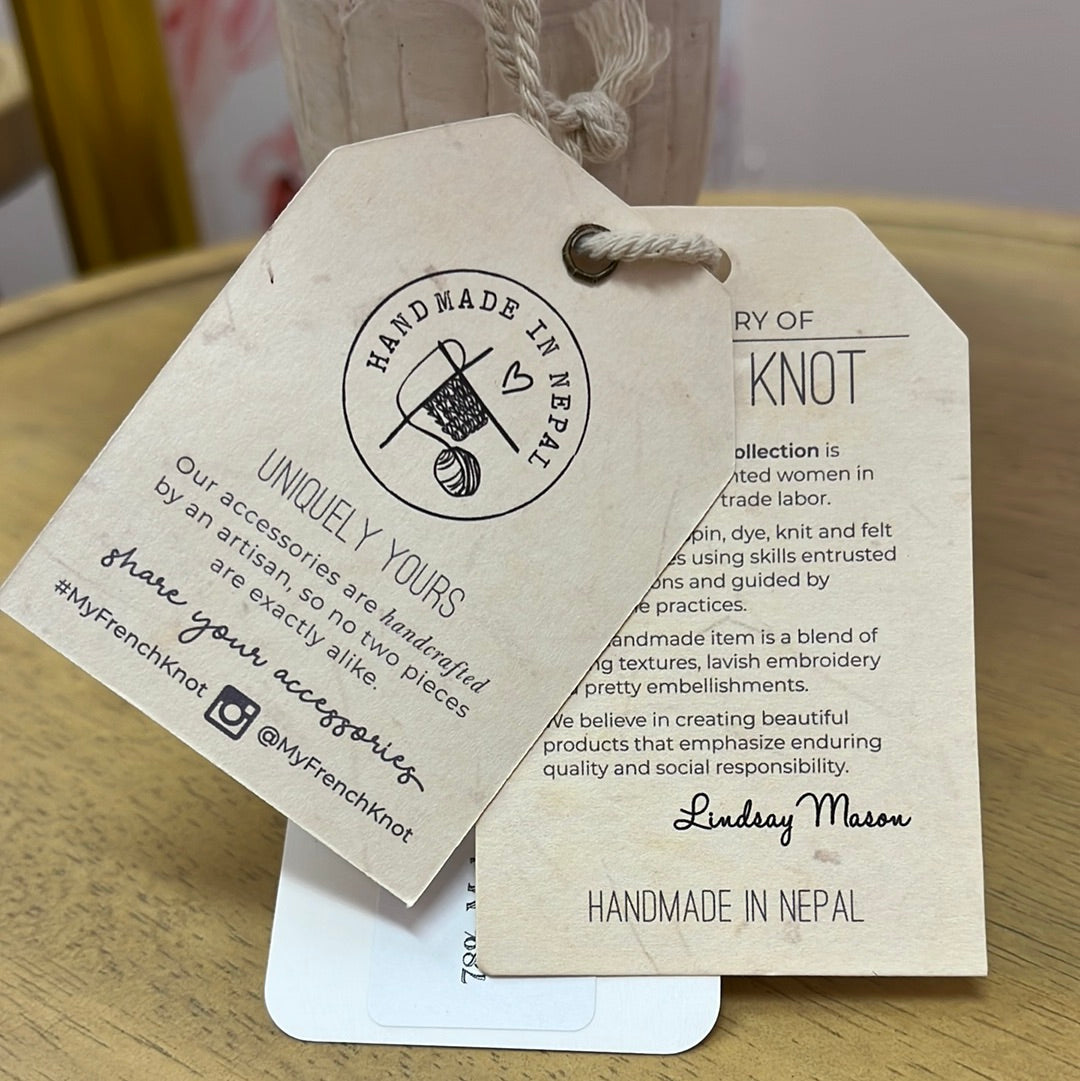 HANDMADE IN NEPAL
UNIQUELY YOURS
Our accessories are handcrafted
by an artisan, so no two pieces
are exactly alike.
share your accessories
#MyFrenchKnot @MyFrenchKnot
RY OF
KNOT
ollection is
nted women in
trade labor.
pin, dye, knit and felt
es using skills entrusted
ons and guided by
e practices.
andmade item is a blend of
ng textures, lavish embroidery
pretty embellishments.
We believe in creating beautiful
products that emphasize enduring
quality and social responsibility.
Lindsay Mason
HANDMADE IN NEPAL